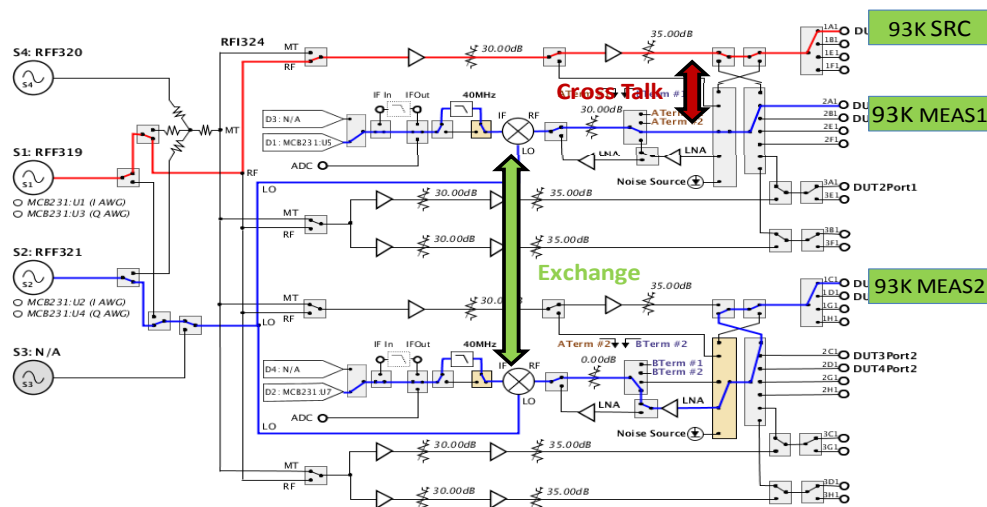 S4: RFF320
S4
RFI324
MT
RF
30.00dB
35.00dB
1A1
DU
1B1
1E1
1F1
93K SRC
Cross Talk
IF In
IFOut
40MHz
D3: N/A
D1: MCB231:U5
ADC
IF
RF
LO
30.00dB
ATerm #2
2A1
DU
2B1
DU
2E1
2F1
93K MEAS1
LNA
LNA
Noise Source
MT
S1: RFF319
S1
MCB231:U1 (I AWG)
MCB231:U3 (Q AWG)
RF
LO
MT
RF
30.00dB
35.00dB
3A1
DUT2Port1
3E1
30.00dB
35.00dB
3B1
3F1
S2: RFF321
S2
MCB231:U2 (I AWG)
MCB231:U4 (Q AWG)
Exchange
MT
RF
35.00dB
1C1
DU
1D1
DU
1G1
1H1
93K MEAS2
S3: N/A
S3
IF In
IFOut
40MHz
D4: N/A
D2: MCB231:U7
ADC
IF
RF
LO
LO
ATerm #2
BTerm #2
0.00dB
BTerm #1
BTerm #2
2C1
DUT3Port2
2D1
DUT4Port2
2G1
2H1
LNA
LNA
Noise Source
MT
RF
30.00dB
35.00dB
3C1
3G1
30.00dB
35.00dB
3D1
3H1